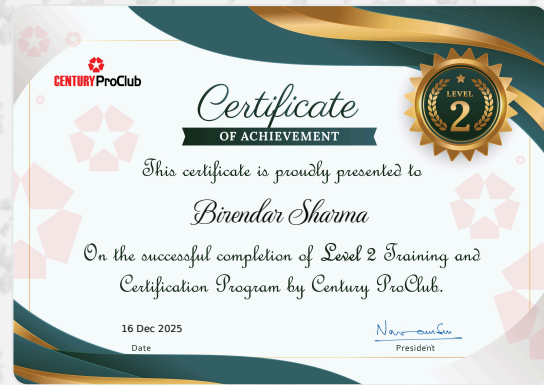 CENTURY ProClub
LEVEL
2
Certificate
OF ACHIEVEMENT
This certificate is proudly presented to
Birendar Sharma
On the successful completion of Level 2 Training and
Certification Program by Century ProClub.
16 Dec 2025
Date
President